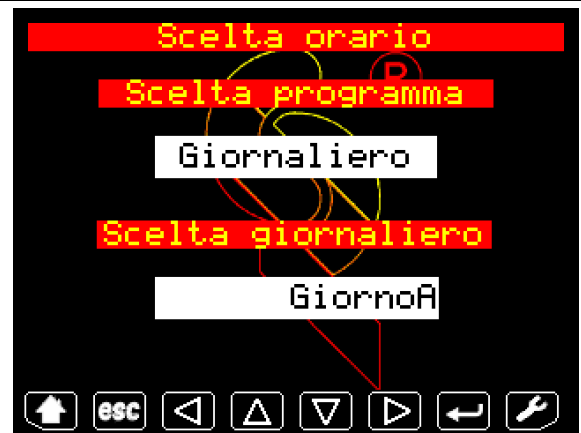 Scelta orario
R
Scelta programma
Giornaliero
Scelta giornaliero
GiornoA
esc